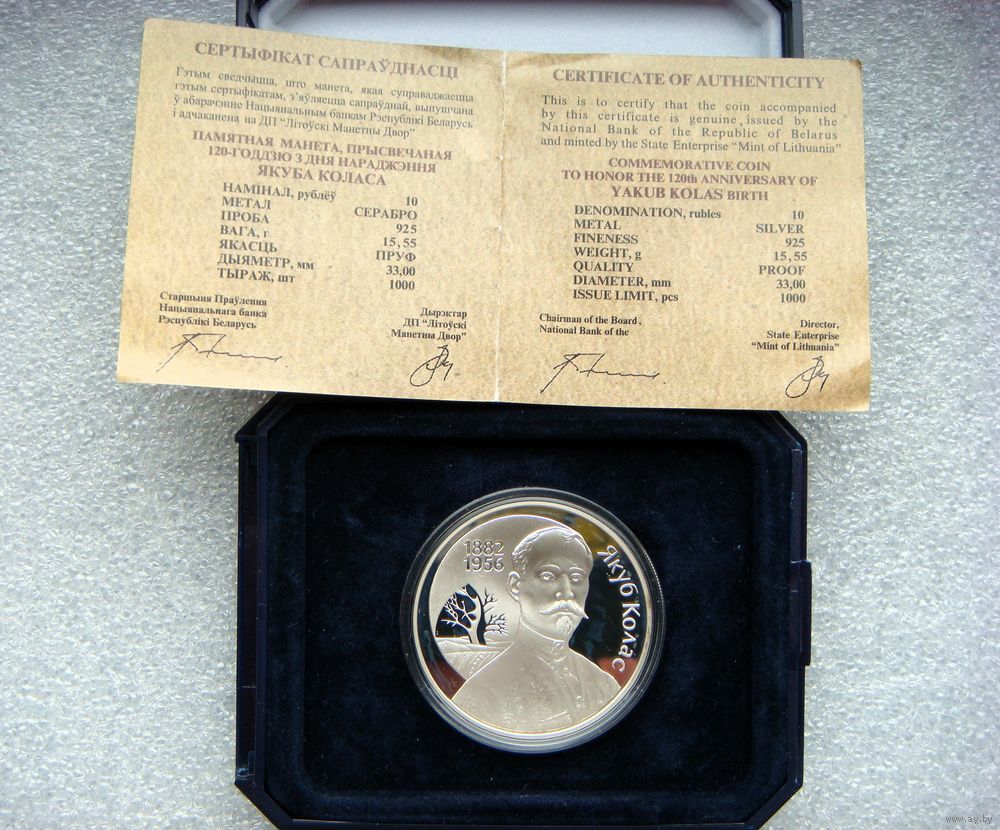 СЕРТЫФІКАТ САПРАЎДНАСЦІ
Гэтым сведчыцца, што манета, якая суправаджаецца
гэтым сертыфікатам, з'яўляецца сапраўднай, выпушчана
ў абарачэнне Нацыянальным банкам Рэспублікі Беларусь
і адчаканена на ДП “Літоўскі Манетны Двор”
ПАМЯТНАЯ МАНЕТА, ПРЫСВЕЧАНАЯ
120-ГОДДЗЮ З ДНЯ НАРАДЖЭННЯ
ЯКУБА КОЛАСА
НАМІНАЛ, рублёў 10
МЕТАЛ СЕРАБРО
ПРОБА 925
ВАГА, г 15,55
ЯКАСЦЬ ПРУФ
ДЫЯМЕТР, мм 33,00
ТЫРАЖ, шт 1000
Старшыня Праўлення
Нацыянальнага банка
Рэспублікі Беларусь
Дырэктар
ДП “Літоўскі
Манетны Двор”
CERTIFICATE OF AUTHENTICITY
This is to certify that the coin accompanied
by this certificate is genuine, issued by the
National Bank of the Republic of Belarus
and minted by the State Enterprise “Mint of Lithuania”
COMMEMORATIVE COIN
TO HONOR THE 120th ANNIVERSARY OF
YAKUB KOLAS BIRTH
DENOMINATION, rubles 10
METAL SILVER
FINENESS 925
WEIGHT, g 15,55
QUALITY PROOF
DIAMETER, mm 33,00
ISSUE LIMIT, pcs 1000
Chairman of the Board,
National Bank of the
Director,
State Enterprise
“Mint of Lithuania”
1882
1956
Якуб Колас
www.ay.by